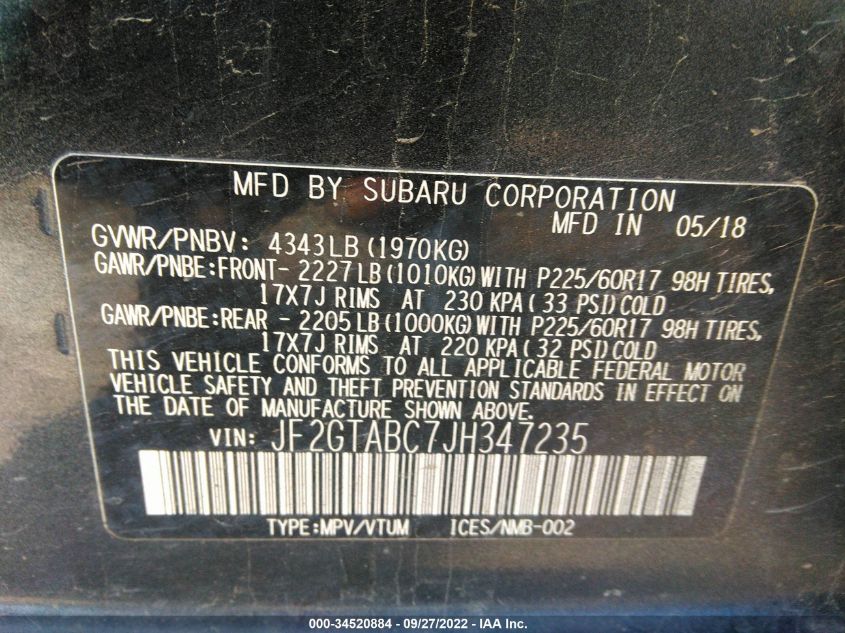 MFD BY SUBARU CORPORATION
MFD IN 05/18
GVWR/PNBV: 4343LB (1970KG)
GAWR/PNBE:FRONT- 2227LB (1010KG) WITH P225/60R17 98H TIRES,
17X7J RIMS AT 230 KPA ( 33 PSI) COLD
GAWR/PNBE:REAR - 2205LB (1000KG) WITH P225/60R17 98H TIRES,
17X7J RIMS AT 220 KPA ( 32 PSI) COLD
THIS VEHICLE CONFORMS TO ALL APPLICABLE FEDERAL MOTOR
VEHICLE SAFETY AND THEFT PREVENTION STANDARDS IN EFFECT ON
THE DATE OF MANUFACTURE SHOWN ABOVE.
VIN: JF2GTABC7JH347235
TYPE:MPV/VTUM ICES/NMB-002
000-34520884 - 09/27/2022 - IAA Inc.